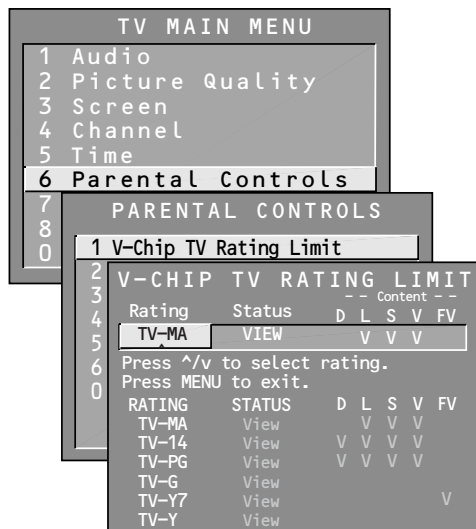 TV MAIN MENU
1 Audio
2 Picture Quality
3 Screen
4 Channel
5 Time
6 Parental Controls
7
8
0
PARENTAL CONTROLS
1 V-Chip TV Rating Limit
2
3
4
5
6
0
V-CHIP TV RATING LIMIT
-- Content --
Rating Status D L S V FV
TV-MA VIEW V V V
Press ^/v to select rating.
Press MENU to exit.
RATING STATUS D L S V FV
TV-MA View V V V
TV-14 View V V V V
TV-PG View V V V V
TV-G View
TV-Y7 View V
TV-Y View